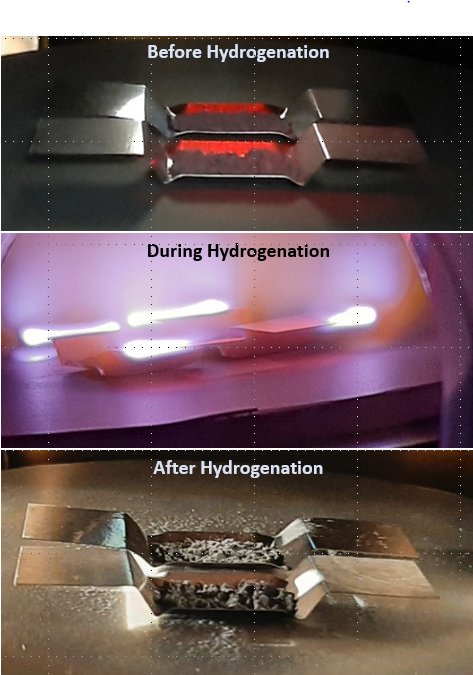 Before Hydrogenation
During Hydrogenation
After Hydrogenation